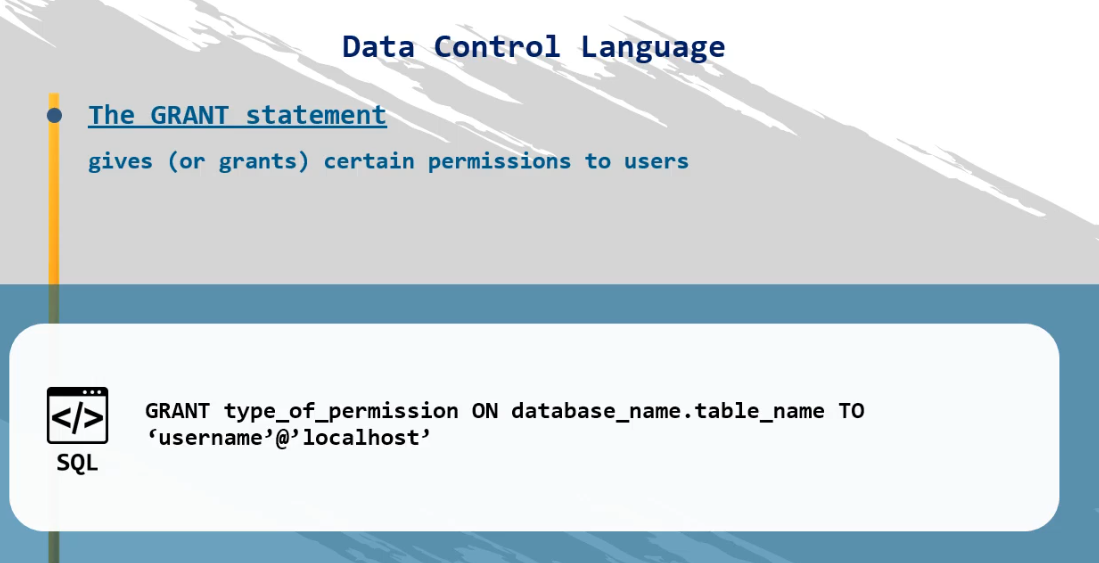 Data Control Language
The GRANT statement
gives (or grants) certain permissions to users
</>
SQL
GRANT type_of_permission ON database_name.table_name TO
‘username’@’localhost’